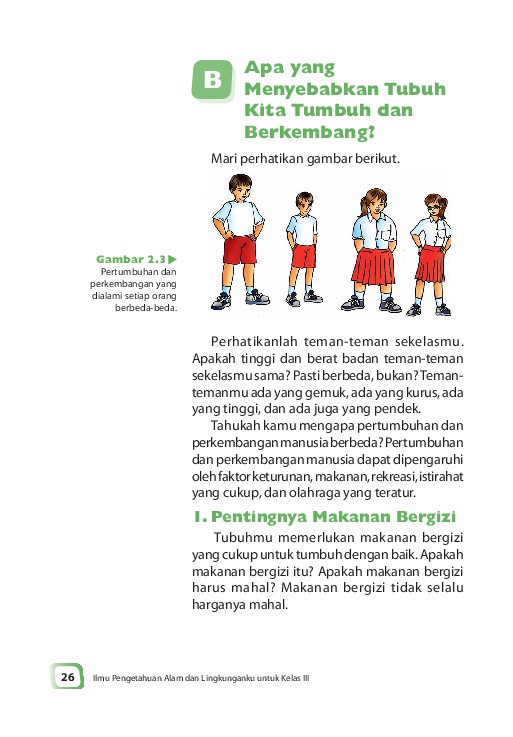 B
Apa yang
Menyebabkan Tubuh
Kita Tumbuh dan
Berkembang?
Mari perhatikan gambar berikut.
Gambar 2.3
Pertumbuhan dan
perkembangan yang
dialami setiap orang
berbeda-beda.
Perhatikanlah teman-teman sekelasmu.
Apakah tinggi dan berat badan teman-teman
sekelasmu sama? Pasti berbeda, bukan? Teman-
temanmu ada yang gemuk, ada yang kurus, ada
yang tinggi, dan ada juga yang pendek.
Tahukah kamu mengapa pertumbuhan dan
perkembangan manusia berbeda? Pertumbuhan
dan perkembangan manusia dapat dipengaruhi
oleh faktor keturunan, makanan, rekreasi, istirahat
yang cukup, dan olahraga yang teratur.
1. Pentingnya Makanan Bergizi
Tubuhmu memerlukan makanan bergizi
yang cukup untuk tumbuh dengan baik. Apakah
makanan bergizi itu? Apakah makanan bergizi
harus mahal? Makanan bergizi tidak selalu
harganya mahal.
26
Ilmu Pengetahuan Alam dan Lingkunganku untuk Kelas III